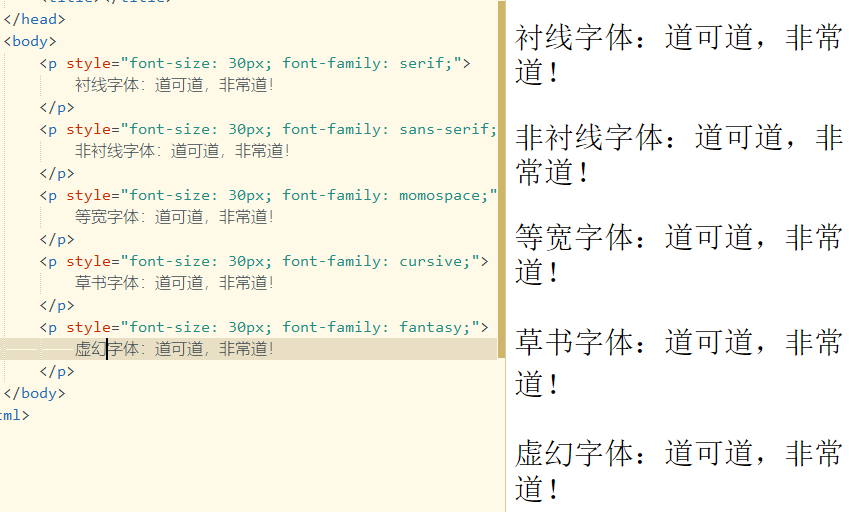 <title></title>
</head>
<body>
<p style="font-size: 30px; font-family: serif;">
衬线字体：道可道，非常道！
</p>
<p style="font-size: 30px; font-family: sans-serif;
非衬线字体：道可道，非常道！
</p>
<p style="font-size: 30px; font-family: momospace;"
等宽字体：道可道，非常道！
</p>
<p style="font-size: 30px; font-family: cursive;">
草书字体：道可道，非常道！
</p>
<p style="font-size: 30px; font-family: fantasy;">
虚幻字体：道可道，非常道！
</p>
</body>
tml>
衬线字体：道可道，非常
道！
非衬线字体：道可道，非
常道！
等宽字体：道可道，非常
道！
草书字体：道可道，非常
道！
虚幻字体：道可道，非常
道！